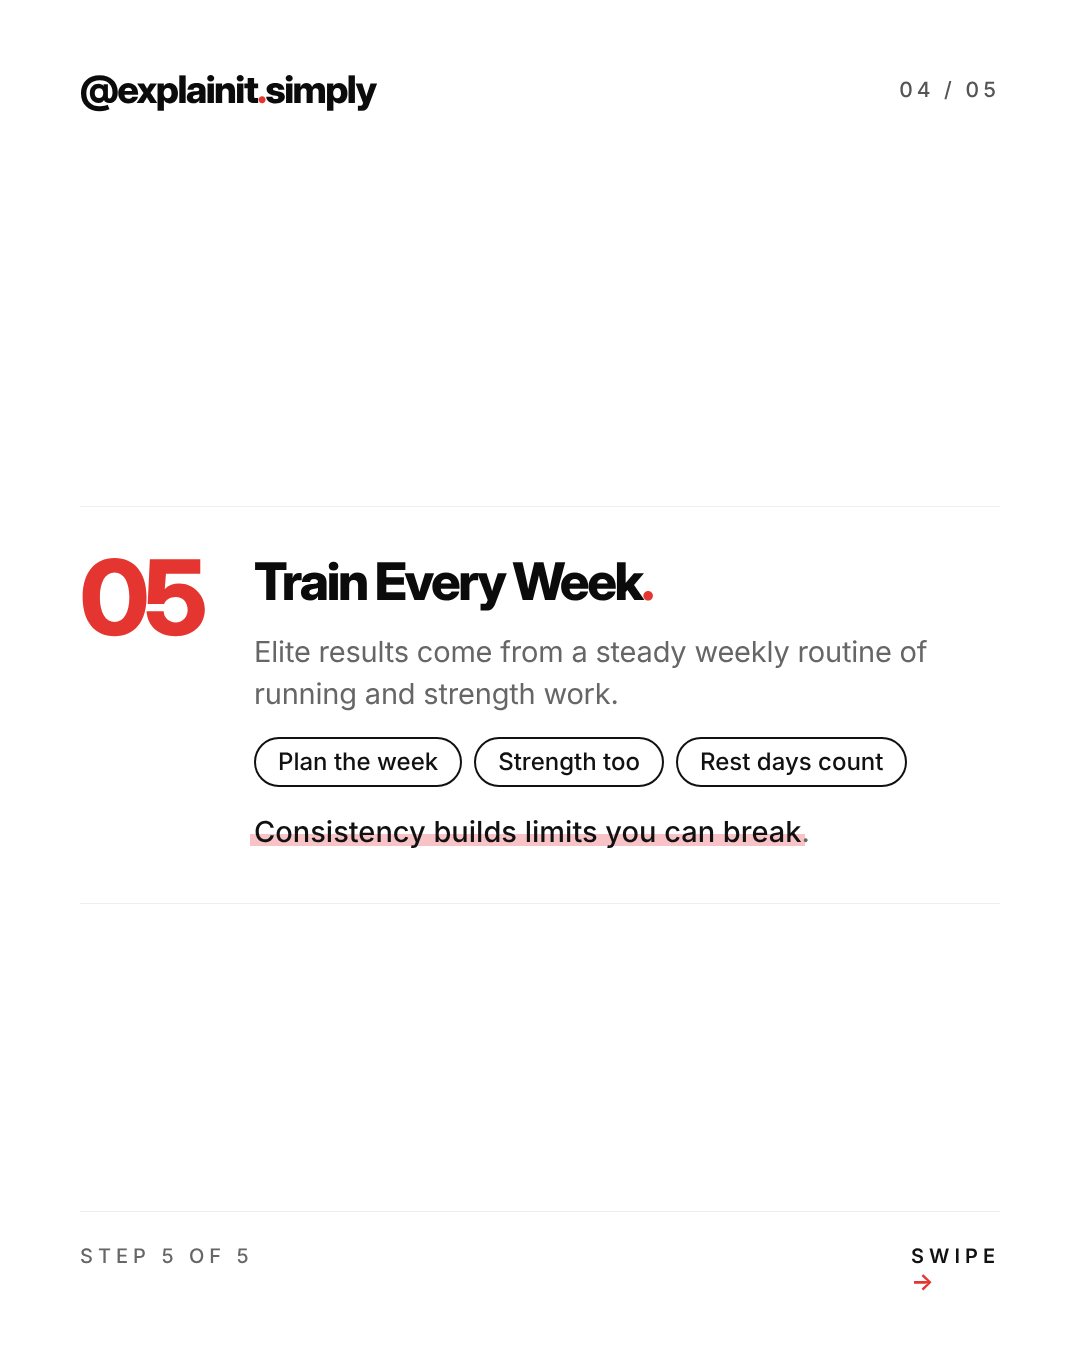 @explainit.simply
04 / 05
05
Train Every Week.
Elite results come from a steady weekly routine of
running and strength work.
Plan the week
Strength too
Rest days count
Consistency builds limits you can break.
STEP 5 OF 5
SWIPE
→